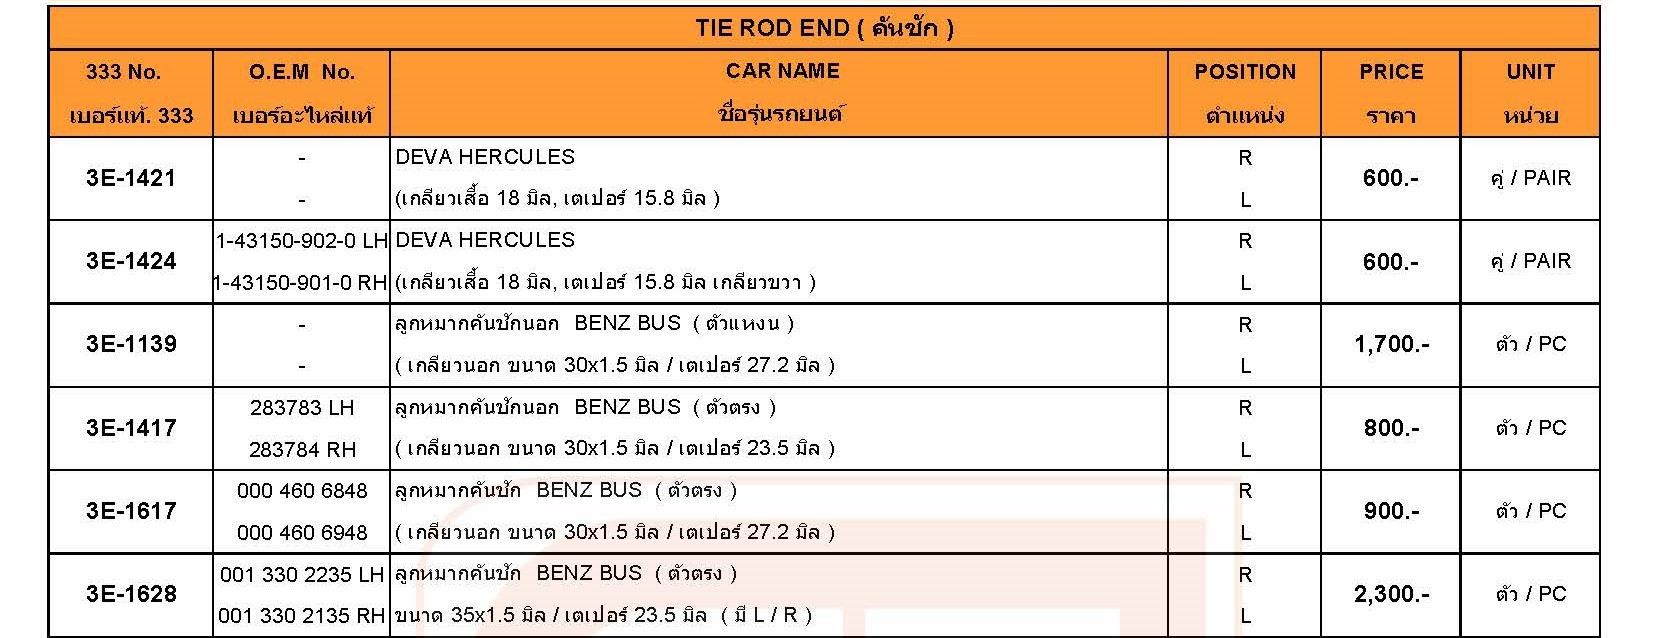 TIE ROD END ( คันชัก )
333 No. O.E.M No. CAR NAME POSITION PRICE UNIT
เบอร์แท้. 333 เบอร์อะไหล่แท้ ชื่อรุ่นรถยนต์ ตำแหน่ง ราคา หน่วย
- DEVA HERCULES R
3E-1421 600.- คู่ / PAIR
- (เกลียวเสื้อ 18 มิล, เตเปอร์ 15.8 มิล ) L
1-43150-902-0 LH DEVA HERCULES R
3E-1424 600.- คู่ / PAIR
1-43150-901-0 RH (เกลียวเสื้อ 18 มิล, เตเปอร์ 15.8 มิล เกลียวขวา ) L
- ลูกหมากคันชักนอก BENZ BUS ( ตัวแหงน ) R
3E-1139 1,700.- ตัว / PC
- ( เกลียวนอก ขนาด 30x1.5 มิล / เตเปอร์ 27.2 มิล ) L
283783 LH ลูกหมากคันชักนอก BENZ BUS ( ตัวตรง ) R
3E-1417 800.- ตัว / PC
283784 RH ( เกลียวนอก ขนาด 30x1.5 มิล / เตเปอร์ 23.5 มิล ) L
000 460 6848 ลูกหมากคันชัก BENZ BUS ( ตัวตรง ) R
3E-1617 900.- ตัว / PC
000 460 6948 ( เกลียวนอก ขนาด 30x1.5 มิล / เตเปอร์ 27.2 มิล ) L
001 330 2235 LH ลูกหมากคันชัก BENZ BUS ( ตัวตรง ) R
3E-1628 2,300.- ตัว / PC
001 330 2135 RH ขนาด 35x1.5 มิล / เตเปอร์ 23.5 มิล ( มี L / R ) L